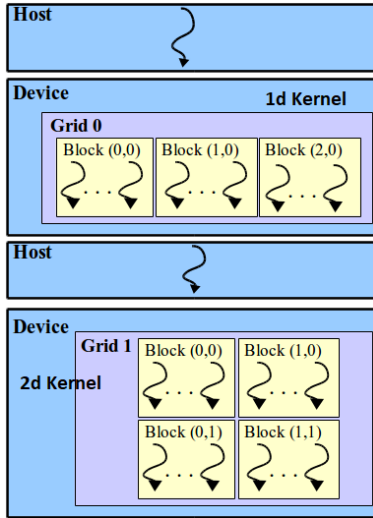 Host
Device
1d Kernel
Grid 0
Block (0,0) Block (1,0) Block (2,0)
. . . . . . . . .
Host
Device
Grid 1
2d Kernel
Block (0,0) Block (1,0)
. . . . . .
Block (0,1) Block (1,1)
. . . . . .